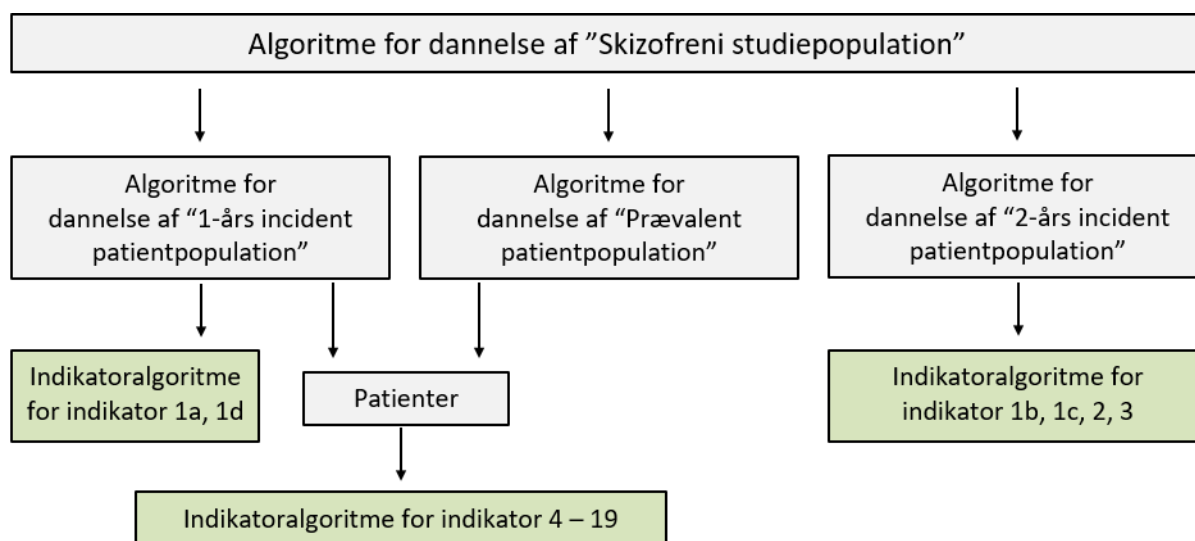 Algoritme for dannelse af ”Skizofreni studiepopulation”
Algoritme for
dannelse af “1-års incident
patientpopulation”
Algoritme for
dannelse af “Prævalent
patientpopulation”
Algoritme for
dannelse af “2-års incident
patientpopulation”
Indikatoralgoritme
for indikator 1a, 1d
Patienter
Indikatoralgoritme for
indikator 1b, 1c, 2, 3
Indikatoralgoritme for indikator 4 – 19